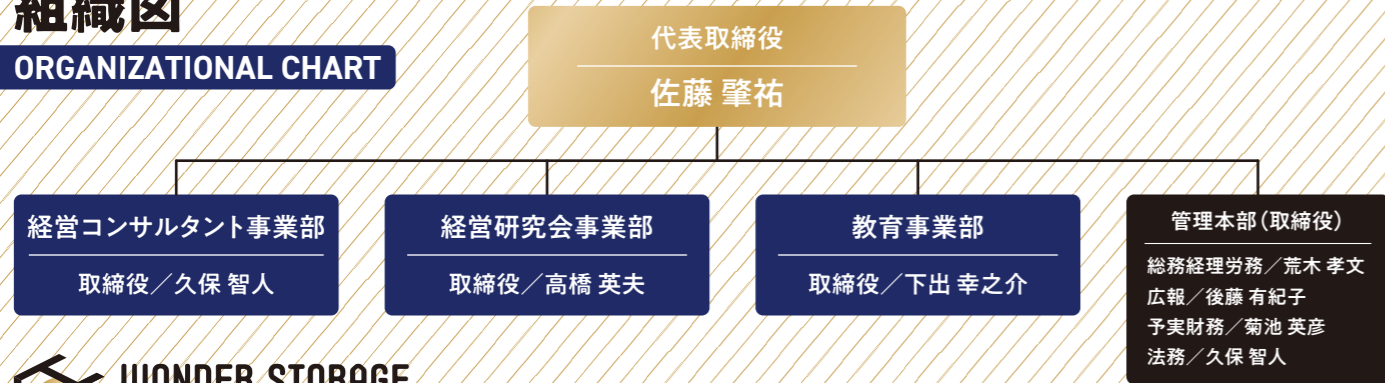 組織図
ORGANIZATIONAL CHART
代表取締役
佐藤 肇祐
経営コンサルタント事業部
取締役／久保 智人
経営研究会事業部
取締役／高橋 英夫
教育事業部
取締役／下出 幸之介
管理本部（取締役）
総務経理労務／荒木 孝文
広報／後藤 有紀子
予実財務／菊池 英彦
法務／久保 智人
WONDER STORAGE